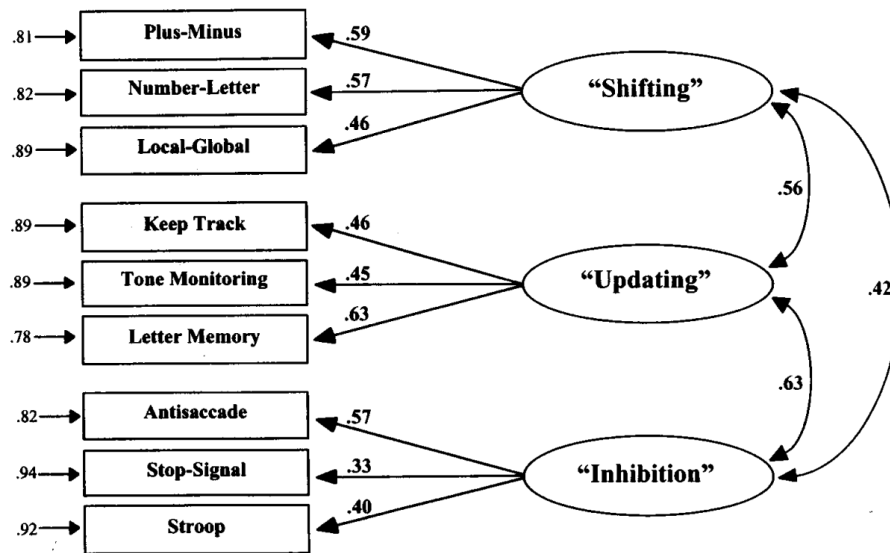 .81 Plus-Minus .59
.82 Number-Letter .57 “Shifting”
.89 Local-Global .46
.56
.89 Keep Track .46
.89 Tone Monitoring .45 “Updating” .42
.78 Letter Memory .63
.63
.82 Antisaccade .57
.94 Stop-Signal .33 “Inhibition”
.92 Stroop .40